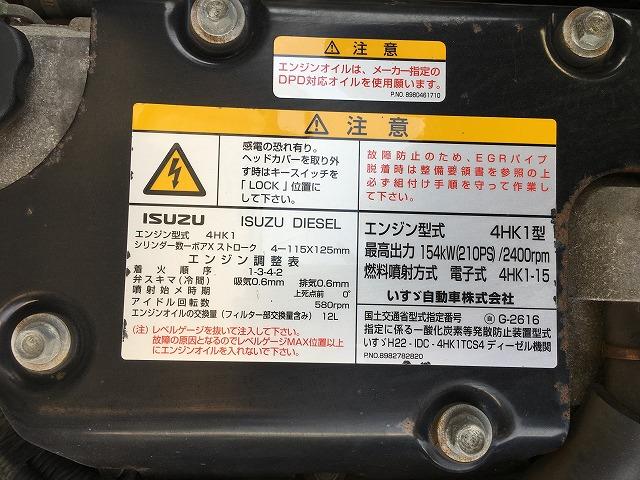 ⚠ 注意
エンジンオイルは、メーカー指定の
DPD対応オイルを使用願います。
P.NO. 8980461710
⚠ 注意
感電の恐れ有り。
ヘッドカバーを取り外
す時はキースイッチを
「LOCK」位置に
して下さい。
故障防止のため、EGRパイプ
脱着時は整備要領書を参照の上
必ず組付け手順を守って作業し
て下さい。
ISUZU ISUZU DIESEL
エンジン型式 4HK1
シリンダー数ーボアXストローク 4-115X125mm
エンジン調整表
着火順序 1-3-4-2
弁スキマ(冷間) 吸気0.6mm 排気0.6mm
噴射始メ時期 上死点前 0°
アイドル回転数 580rpm
エンジンオイルの交換量(フィルター部交換量含み) 12L
(注)レベルゲージを抜いて注入して下さい。
故障の原因となるのでレベルゲージMAX位置以上
にエンジンオイルを入れないで下さい。
エンジン型式 4HK1型
最高出力 154kW(210PS)/2400rpm
燃料噴射方式 電子式 4HK1-15
いすゞ自動車株式会社
国土交通省型式指定番号 自 G-2616
指定に係る一酸化炭素等発散防止装置型式
いすゞH22-IDC-4HK1TCS4 ディーゼル機関
P.NO.8982782820